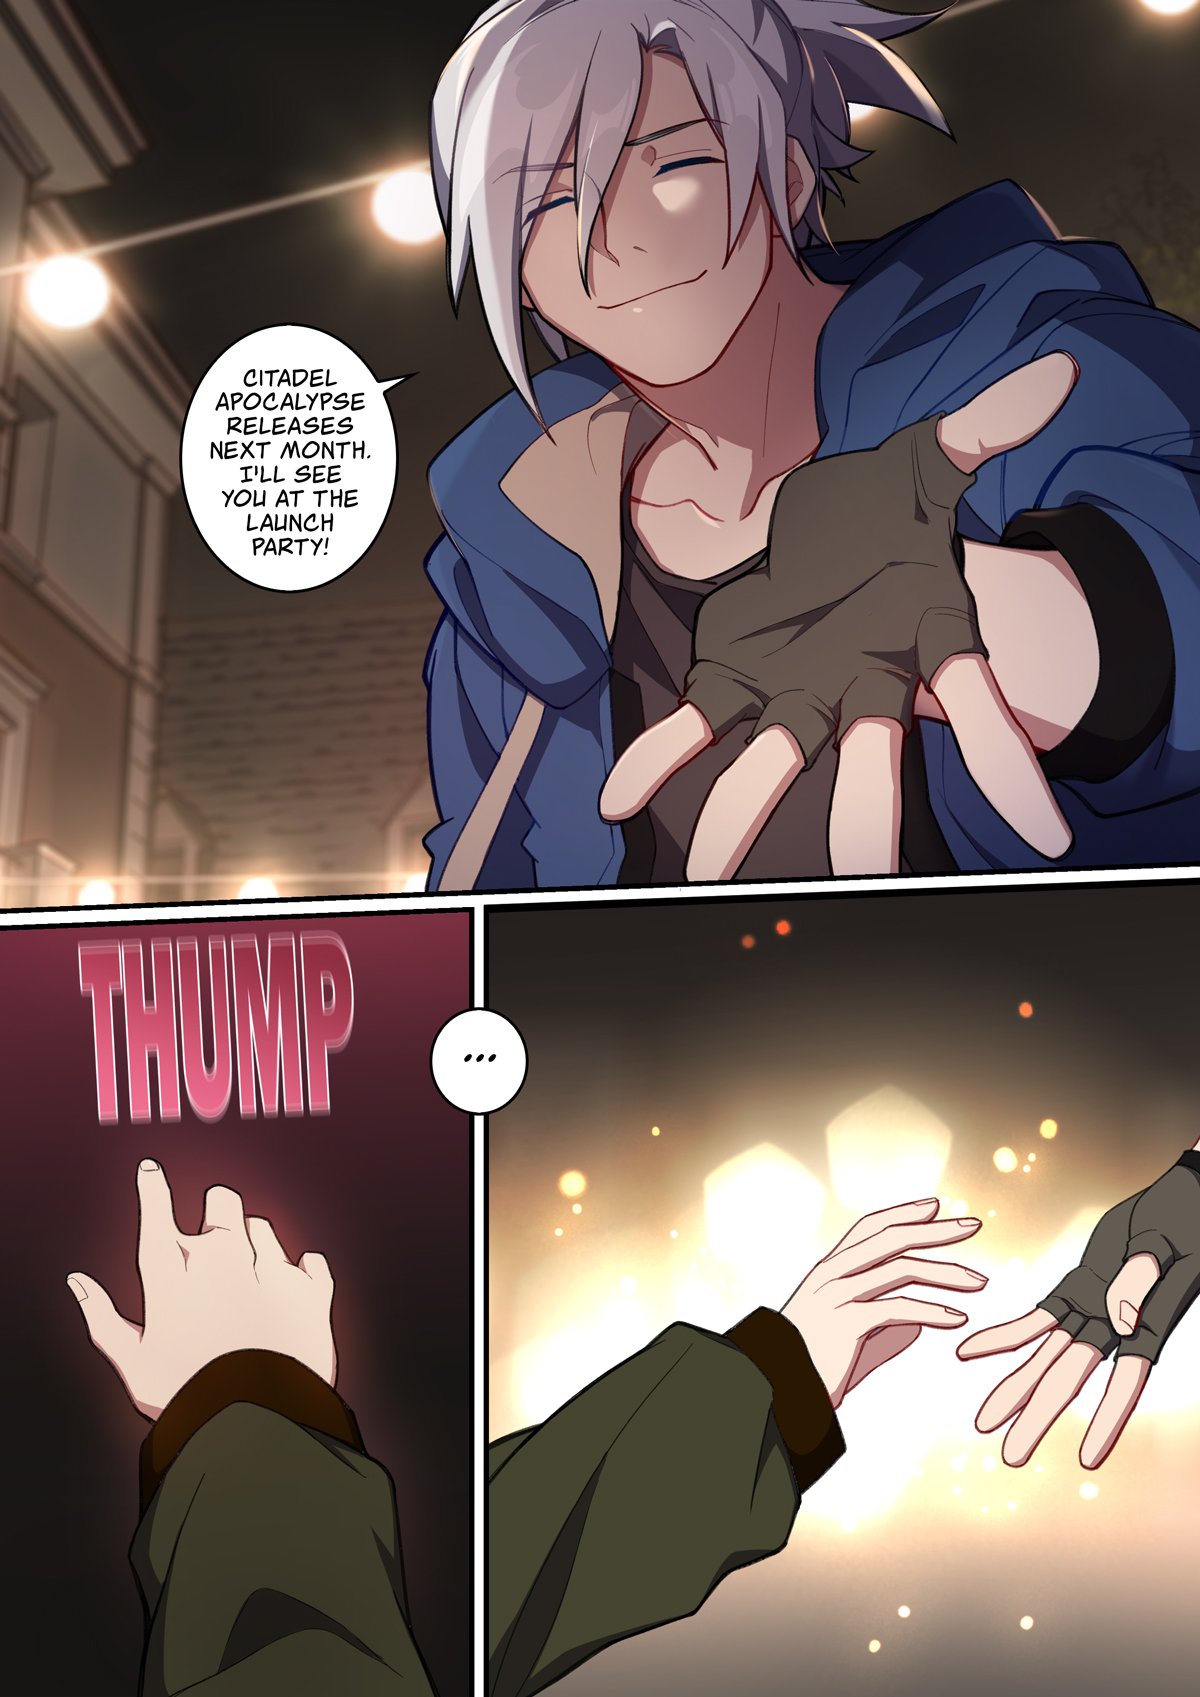 CITADEL
APOCALYPSE
RELEASES
NEXT MONTH.
I'LL SEE
YOU AT THE
LAUNCH
PARTY!
THUMP
...